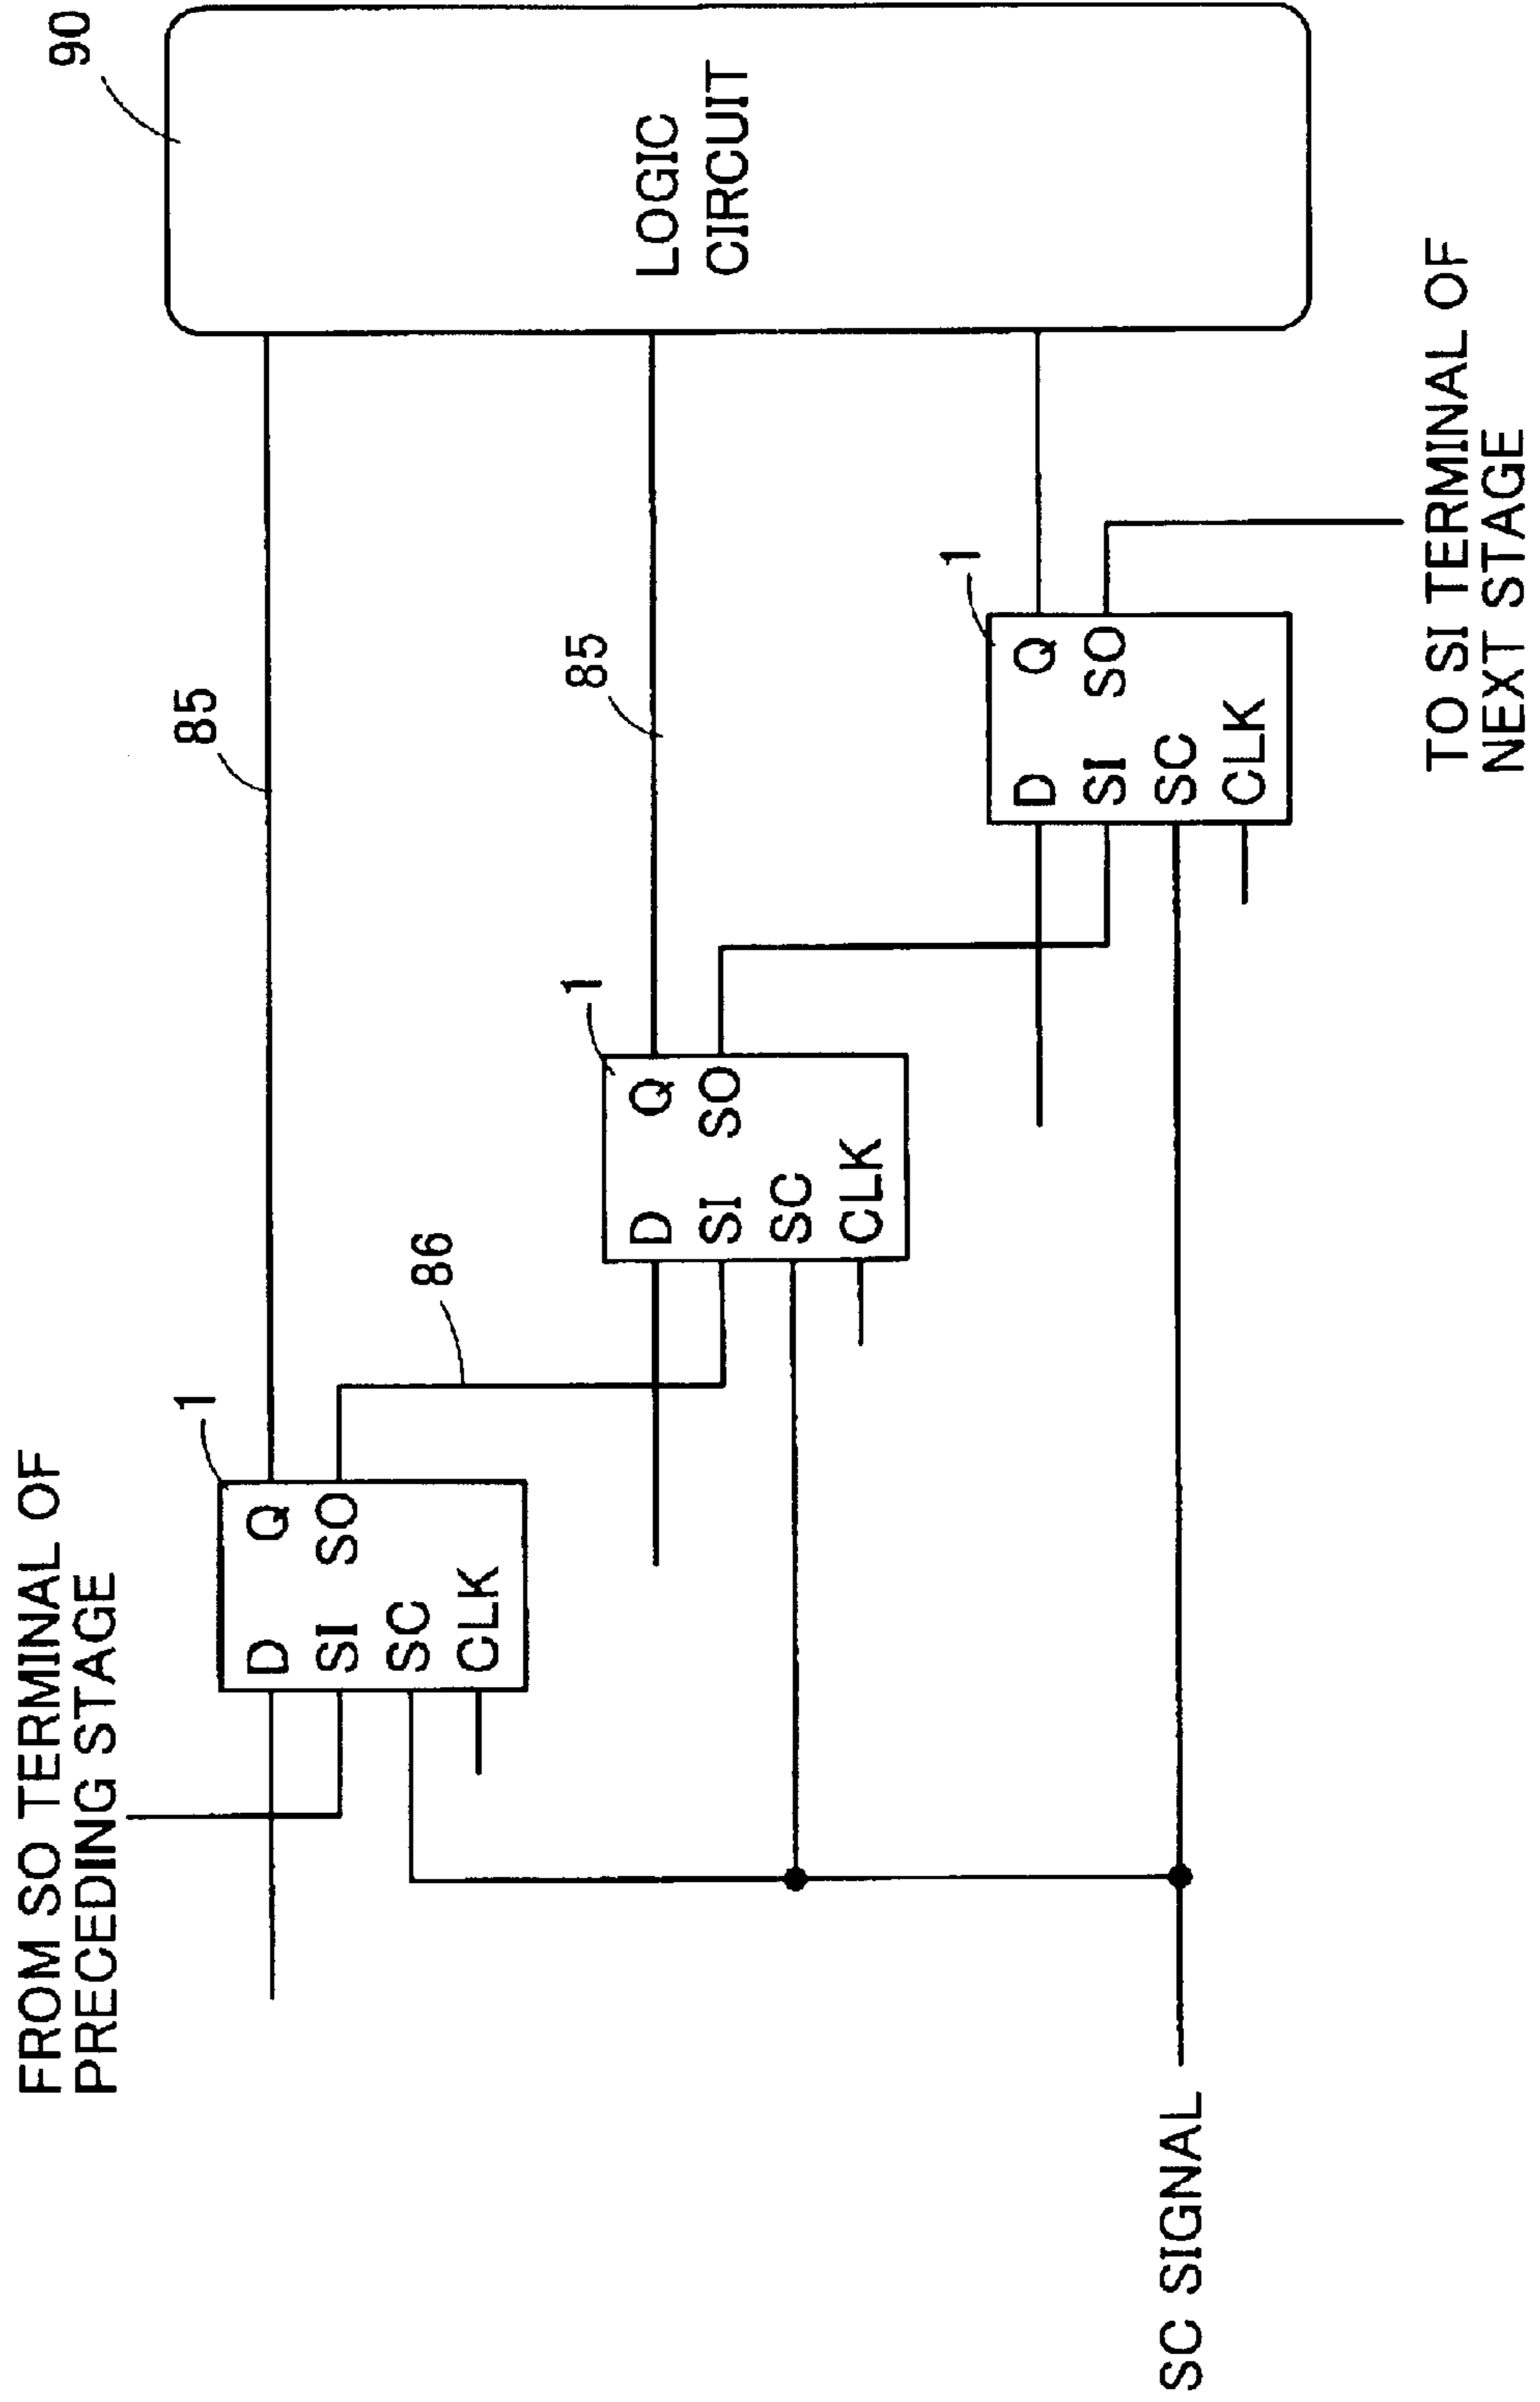 FROM SO TERMINAL OF
PRECEDING STAGE
1
D Q
SI SO
SC
CLK
85
86
1
D Q
SI SO
SC
CLK
85
1
D Q
SI SO
SC
CLK
90
LOGIC
CIRCUIT
SC SIGNAL
TO SI TERMINAL OF
NEXT STAGE